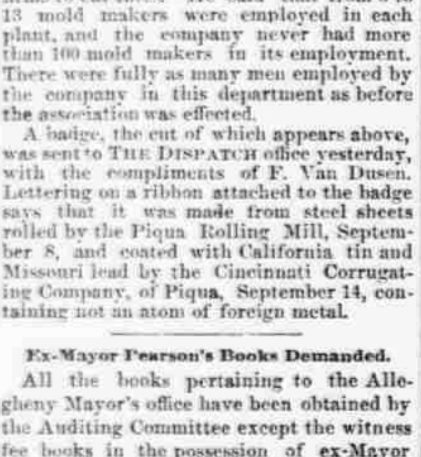 13 mold makers were employed in each
plant, and the company never had more
than 100 mold makers in its employment.
There were fully as many men employed by
the company in this department as before
the association was effected.
A badge, the cut of which appears above,
was sent to THE DISPATCH office yesterday,
with the compliments of F. Van Dusen.
Lettering on a ribbon attached to the badge
says that it was made from steel sheets
rolled by the Piqua Rolling Mill, Septem-
ber 8, and coated with California tin and
Missouri lead by the Cincinnati Corrugat-
ing Company, of Piqua, September 14, con-
taining not an atom of foreign metal.
Ex-Mayor Pearson's Books Demanded.
All the books pertaining to the Alle-
gheny Mayor's office have been obtained by
the Auditing Committee except the witness
fee books in the possession of ex-Mayor